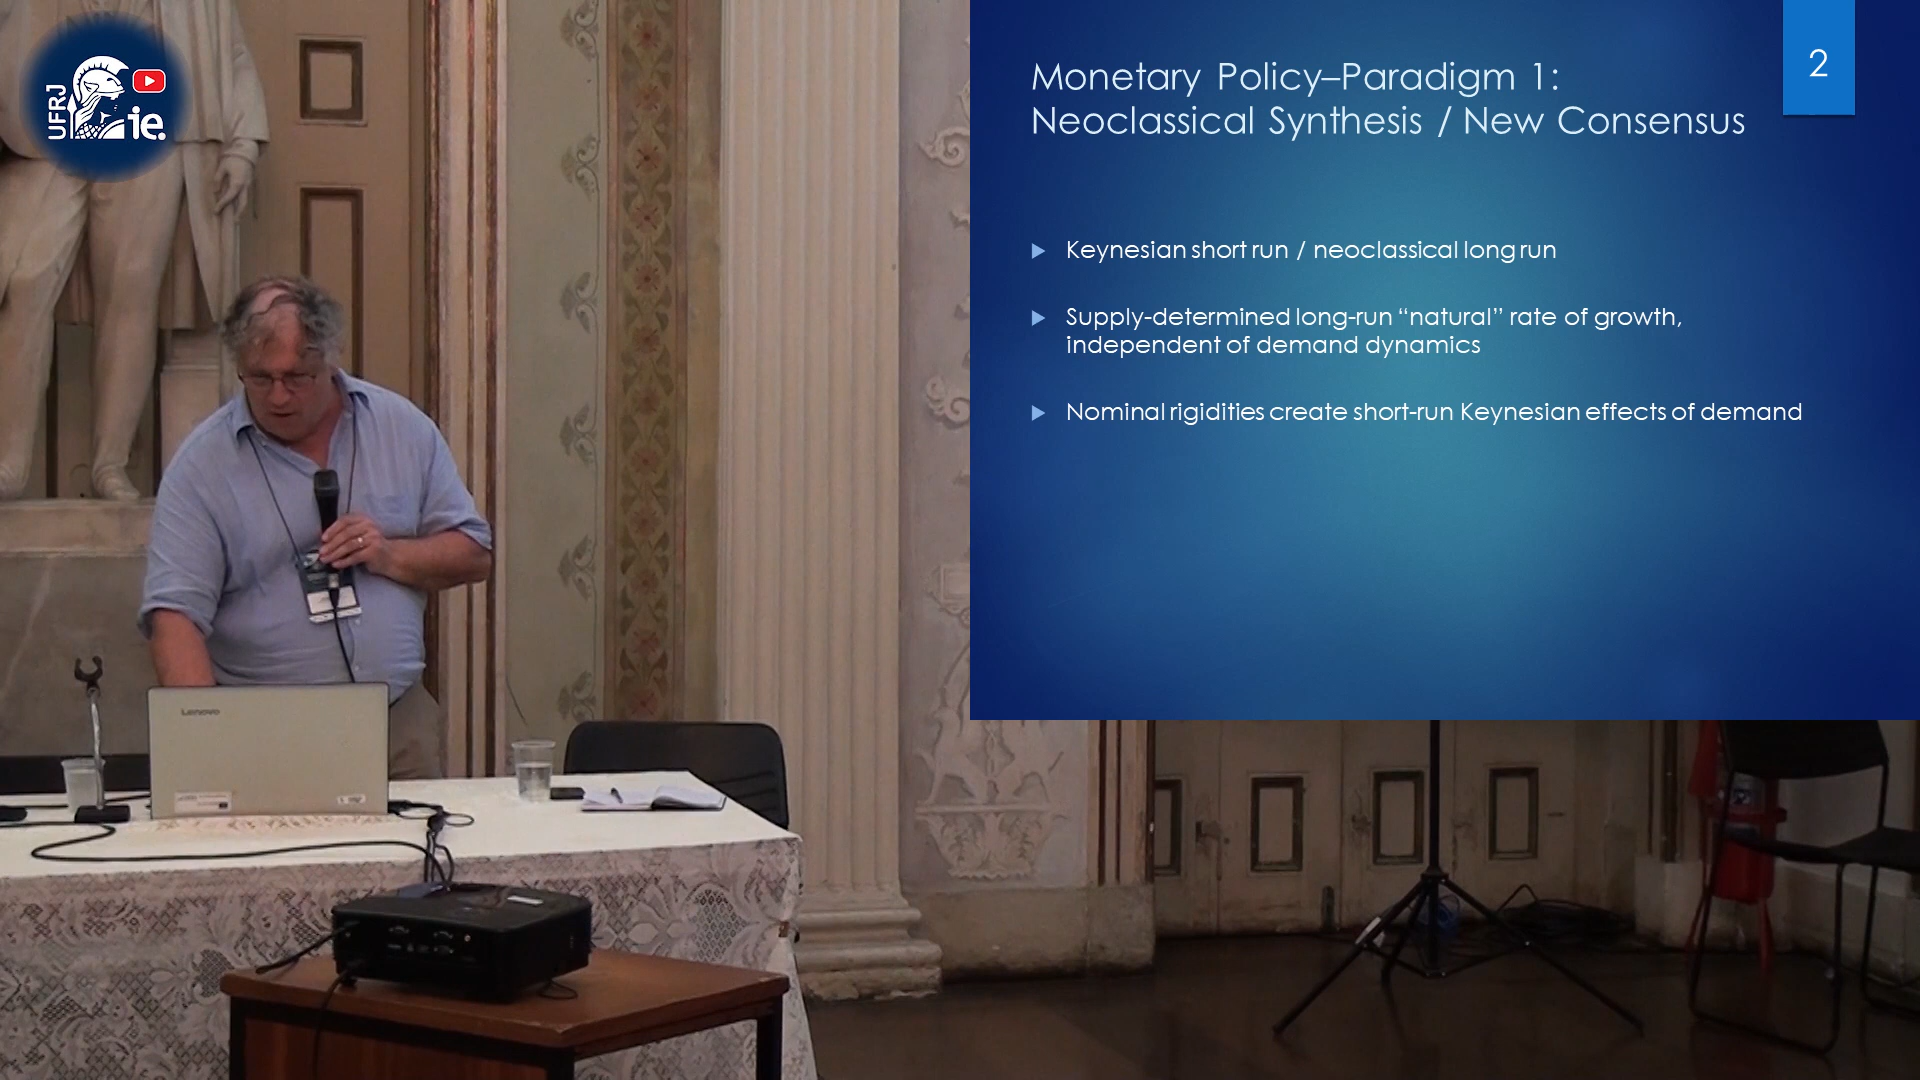 UFRJ
ie.
2
Monetary Policy–Paradigm 1:
Neoclassical Synthesis / New Consensus
Keynesian short run / neoclassical long run
Supply-determined long-run “natural” rate of growth,
independent of demand dynamics
Nominal rigidities create short-run Keynesian effects of demand
Lenovo